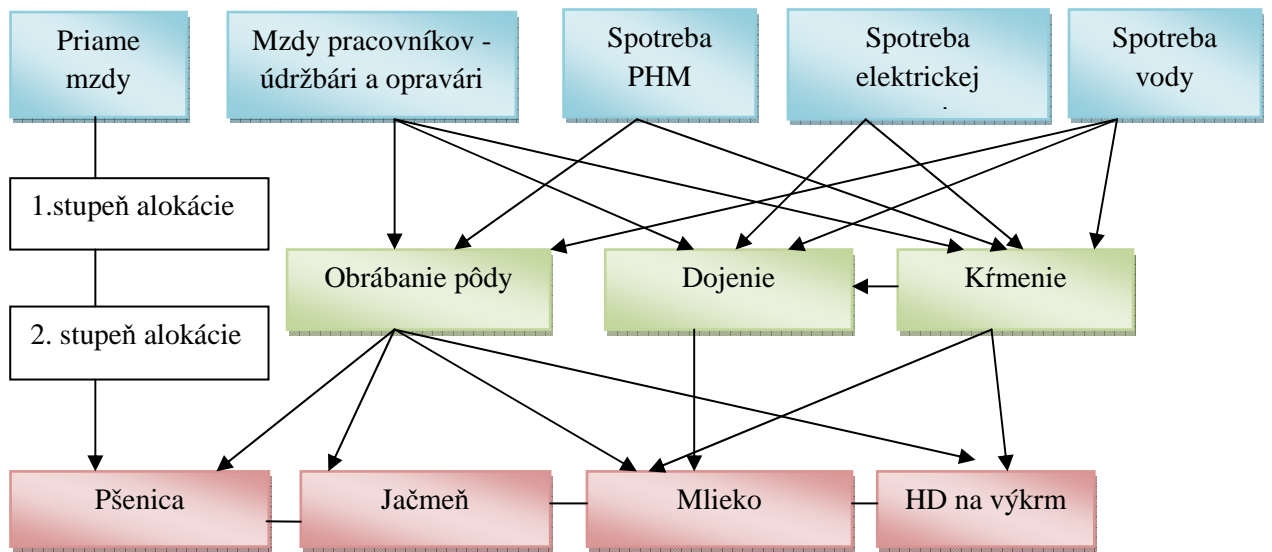 Priame
mzdy
Mzdy pracovníkov -
údržbári a opravári
Spotreba
PHM
Spotreba
elektrickej
Spotreba
vody
1.stupeň alokácie
Obrábanie pôdy
Dojenie
Kŕmenie
2. stupeň alokácie
Pšenica
Jačmeň
Mlieko
HD na výkrm